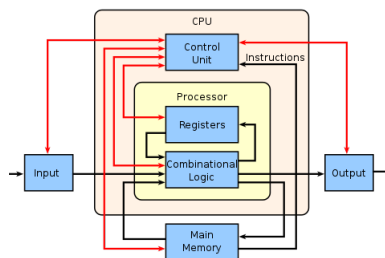 CPU
Control
Unit
Instructions
Processor
Registers
Combinational
Logic
Input
Output
Main
Memory